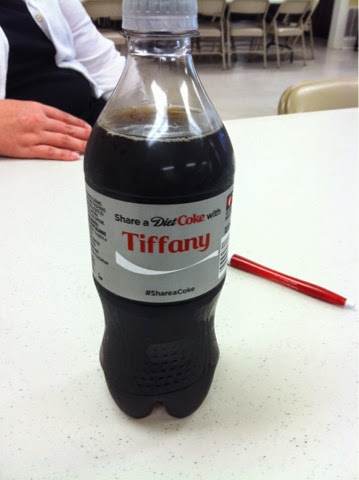 Share a Diet Coke with
Tiffany
#ShareaCoke